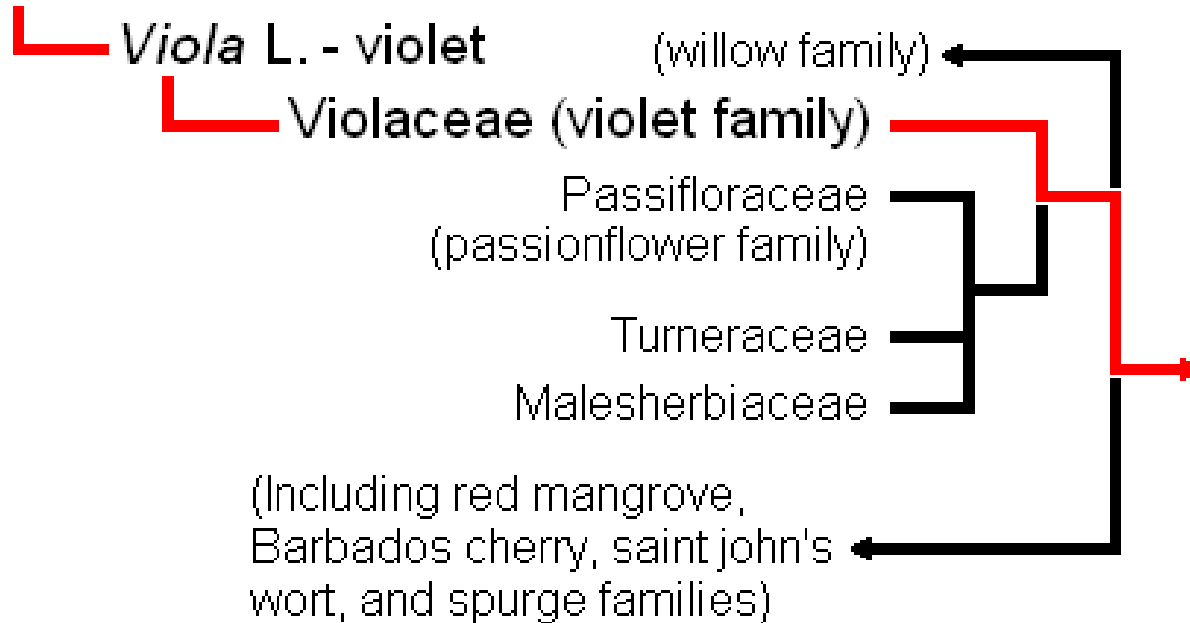 Viola L. - violet
(willow family)
Violaceae (violet family)
Passifloraceae
(passionflower family)
Turneraceae
Malesherbiaceae
(Including red mangrove,
Barbados cherry, saint john's
wort, and spurge families)